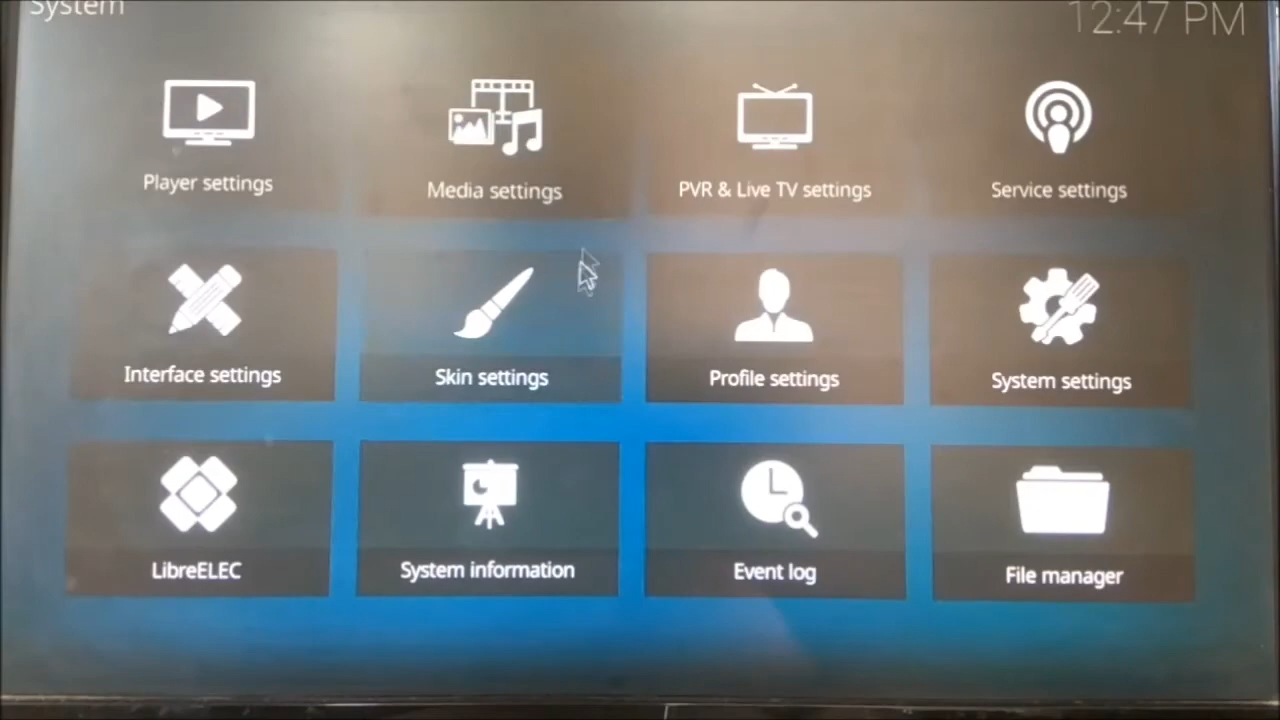 System
12:47 PM
Player settings
Media settings
PVR & Live TV settings
Service settings
Interface settings
Skin settings
Profile settings
System settings
LibreELEC
System information
Event log
File manager